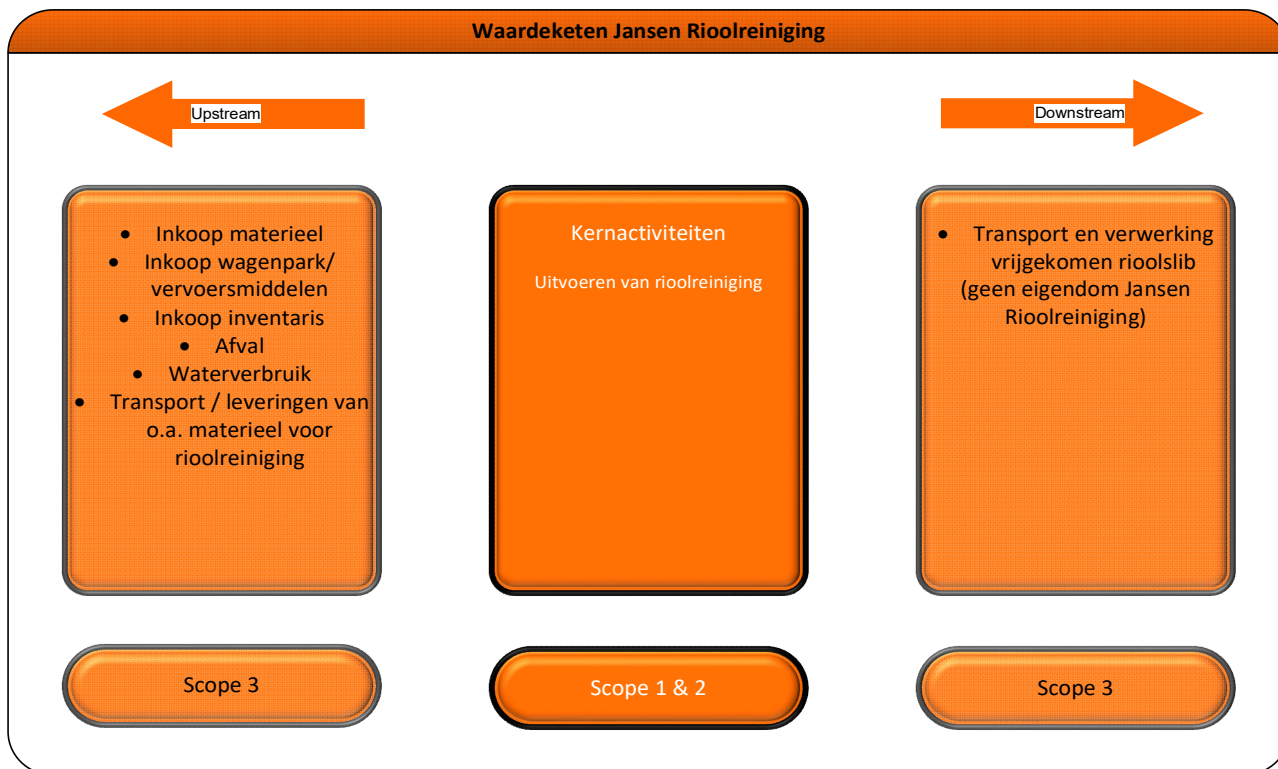 Waardeketen Jansen Rioolreiniging
Upstream
Downstream
• Inkoop materieel
• Inkoop wagenpark/
vervoersmiddelen
• Inkoop inventaris
• Afval
• Waterverbruik
• Transport / leveringen van
o.a. materieel voor
rioolreiniging
Kernactiviteiten
Uitvoeren van rioolreiniging
• Transport en verwerking
vrijgekomen rioolslib
(geen eigendom Jansen
Rioolreiniging)
Scope 3
Scope 1 & 2
Scope 3